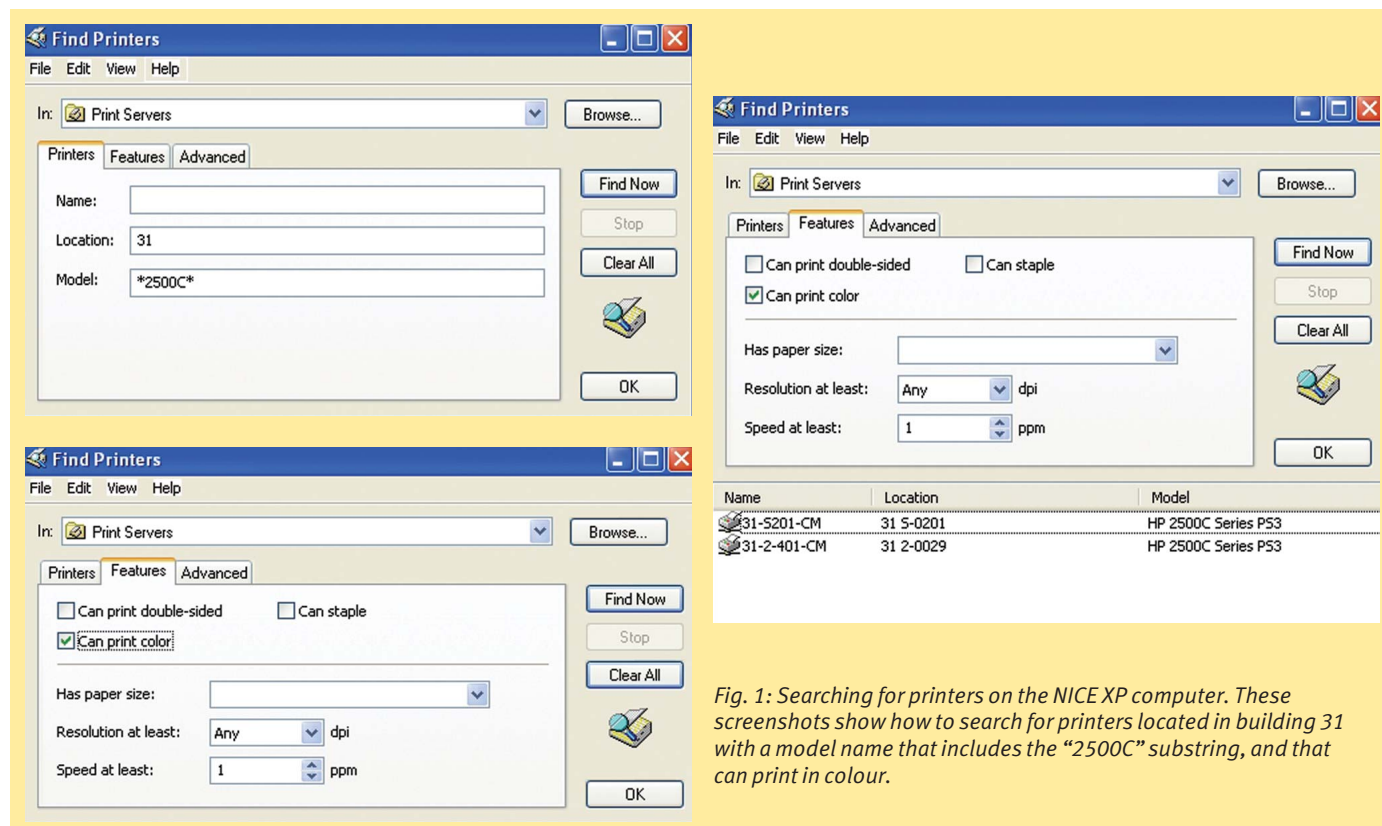 Find Printers
File Edit View Help
In: Print Servers
Browse...
Printers Features Advanced
Name:
Location: 31
Model: *2500C*
Find Now
Stop
Clear All
OK
Find Printers
File Edit View Help
In: Print Servers
Browse...
Printers Features Advanced
Can print double-sided Can staple
Can print color
Has paper size:
Resolution at least: Any dpi
Speed at least: 1 ppm
Find Now
Stop
Clear All
OK
Find Printers
File Edit View Help
In: Print Servers
Browse...
Printers Features Advanced
Can print double-sided Can staple
Can print color
Has paper size:
Resolution at least: Any dpi
Speed at least: 1 ppm
Find Now
Stop
Clear All
OK
Name Location Model
31-S201-CM 31 S-0201 HP 2500C Series PS3
31-2-401-CM 31 2-0029 HP 2500C Series PS3
Fig. 1: Searching for printers on the NICE XP computer. These
screenshots show how to search for printers located in building 31
with a model name that includes the “2500C” substring, and that
can print in colour.